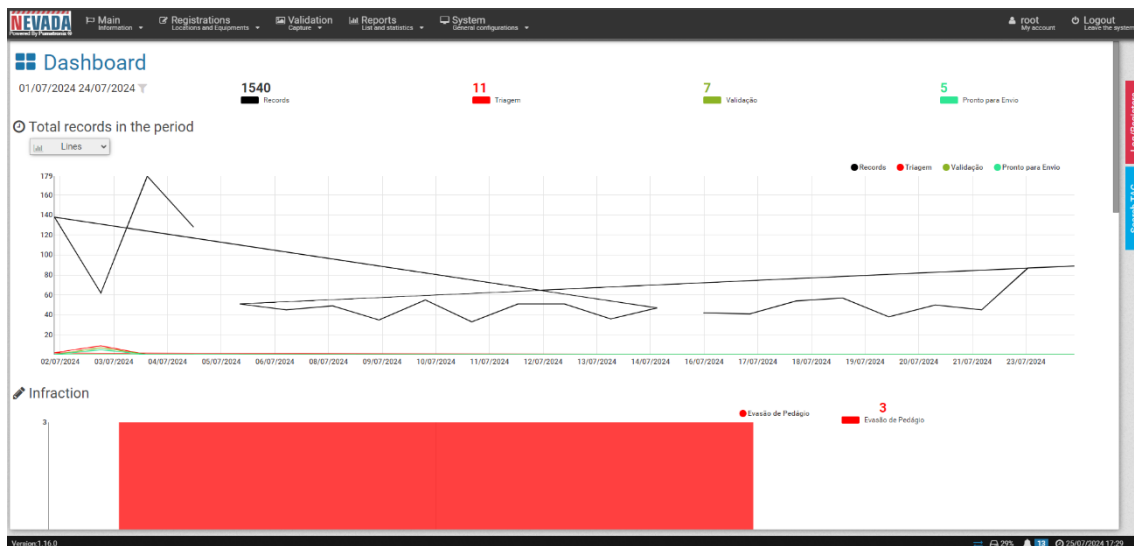 NEVADA
Powered By Pumatronix ®
Main
Information
Registrations
Locations and Equipments
Validation
Capture
Reports
List and statistics
System
General configurations
root
My account
Logout
Leave the system
Dashboard
01/07/2024 24/07/2024
1540
Records
11
Triagem
7
Validação
5
Pronto para Envio
Total records in the period
Lines
Records Triagem Validação Pronto para Envio
179
160
140
120
100
80
60
40
20
02/07/2024 03/07/2024 04/07/2024 05/07/2024 06/07/2024 08/07/2024 09/07/2024 10/07/2024 11/07/2024 12/07/2024 13/07/2024 14/07/2024 16/07/2024 17/07/2024 18/07/2024 19/07/2024 20/07/2024 21/07/2024 23/07/2024
Infraction
Evasão de Pedágio
3
Evasão de Pedágio
3
Version:1.16.0
29%
13
25/07/2024 17:29